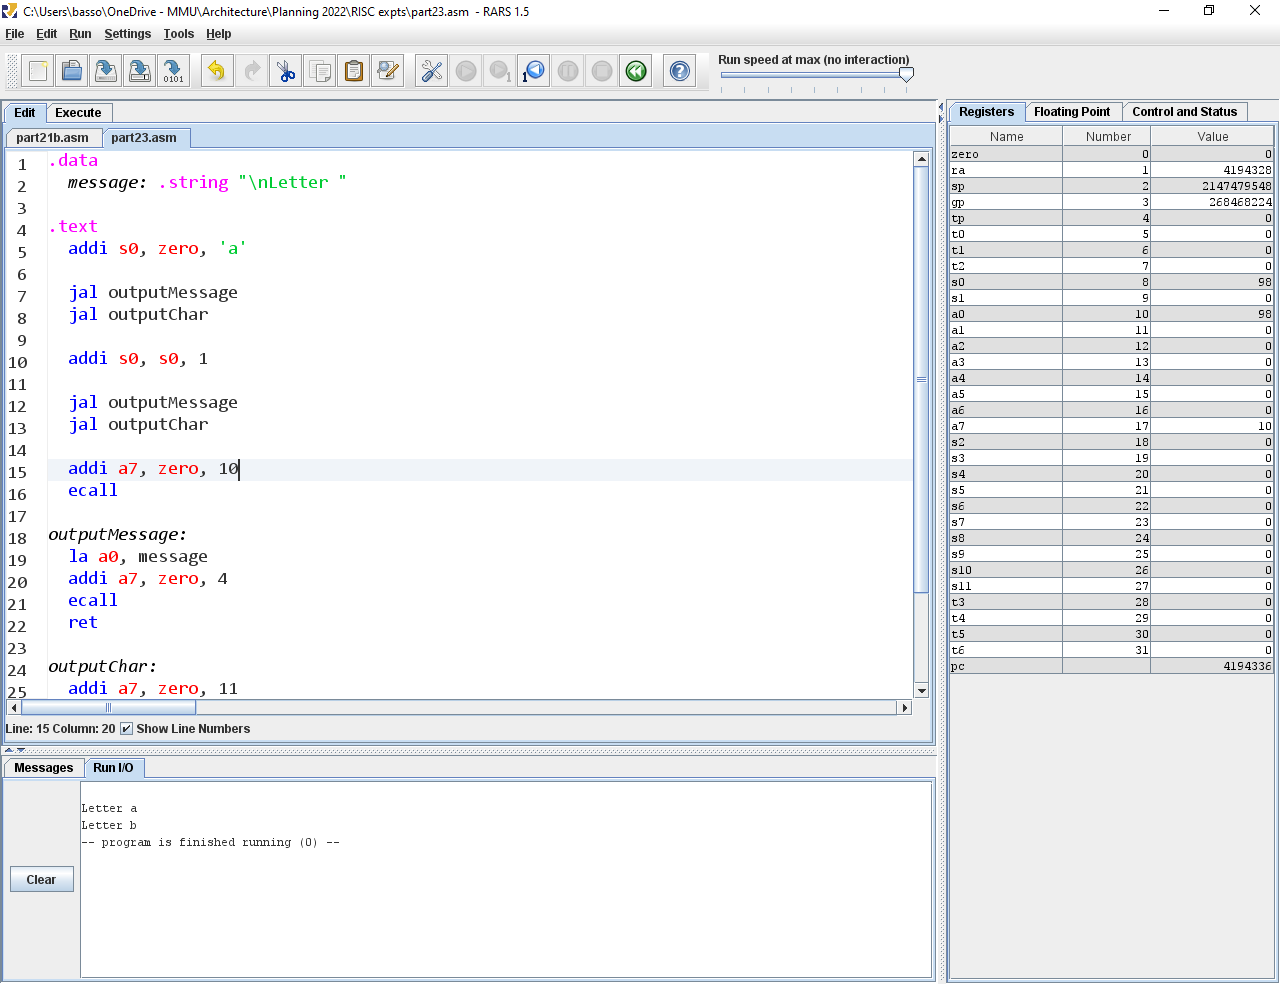 C:\Users\basso\OneDrive - MMU\Architecture\Planning 2022\RISC expts\part23.asm - RARS 1.5
File Edit Run Settings Tools Help
0101
1
1
Run speed at max (no interaction)
Edit Execute
part21b.asm part23.asm
1 .data
2 message: .string "\nLetter "
3
4 .text
5 addi s0, zero, 'a'
6
7 jal outputMessage
8 jal outputChar
9
10 addi s0, s0, 1
11
12 jal outputMessage
13 jal outputChar
14
15 addi a7, zero, 10
16 ecall
17
18 outputMessage:
19 la a0, message
20 addi a7, zero, 4
21 ecall
22 ret
23
24 outputChar:
25 addi a7, zero, 11
Line: 15 Column: 20 Show Line Numbers
Messages Run I/O
Clear
Letter a
Letter b
-- program is finished running (0) --
Registers Floating Point Control and Status
Name Number Value
zero 0 0
ra 1 4194328
sp 2 2147479548
gp 3 268468224
tp 4 0
t0 5 0
t1 6 0
t2 7 0
s0 8 98
s1 9 0
a0 10 98
a1 11 0
a2 12 0
a3 13 0
a4 14 0
a5 15 0
a6 16 0
a7 17 10
s2 18 0
s3 19 0
s4 20 0
s5 21 0
s6 22 0
s7 23 0
s8 24 0
s9 25 0
s10 26 0
s11 27 0
t3 28 0
t4 29 0
t5 30 0
t6 31 0
pc 4194336